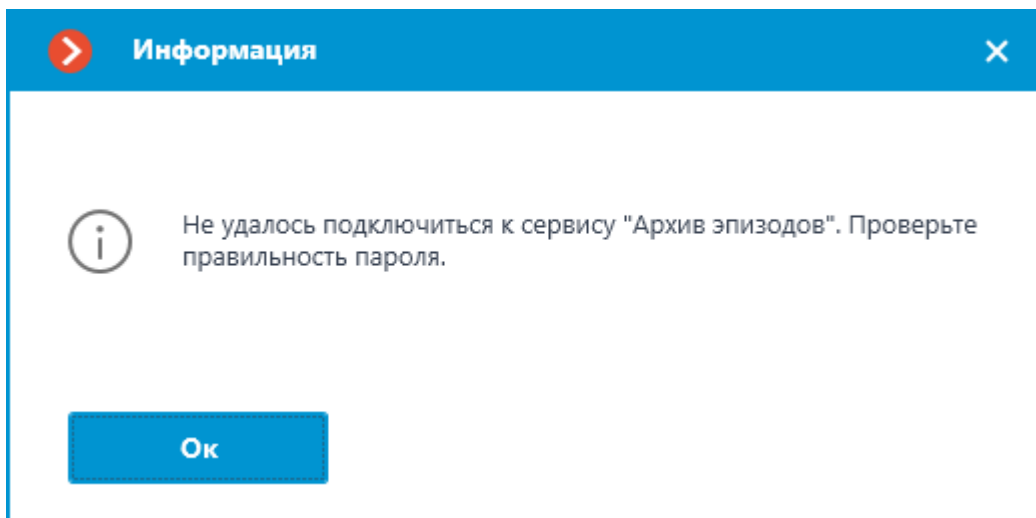 Информация
Не удалось подключиться к сервису "Архив эпизодов". Проверьте
правильность пароля.
Ок